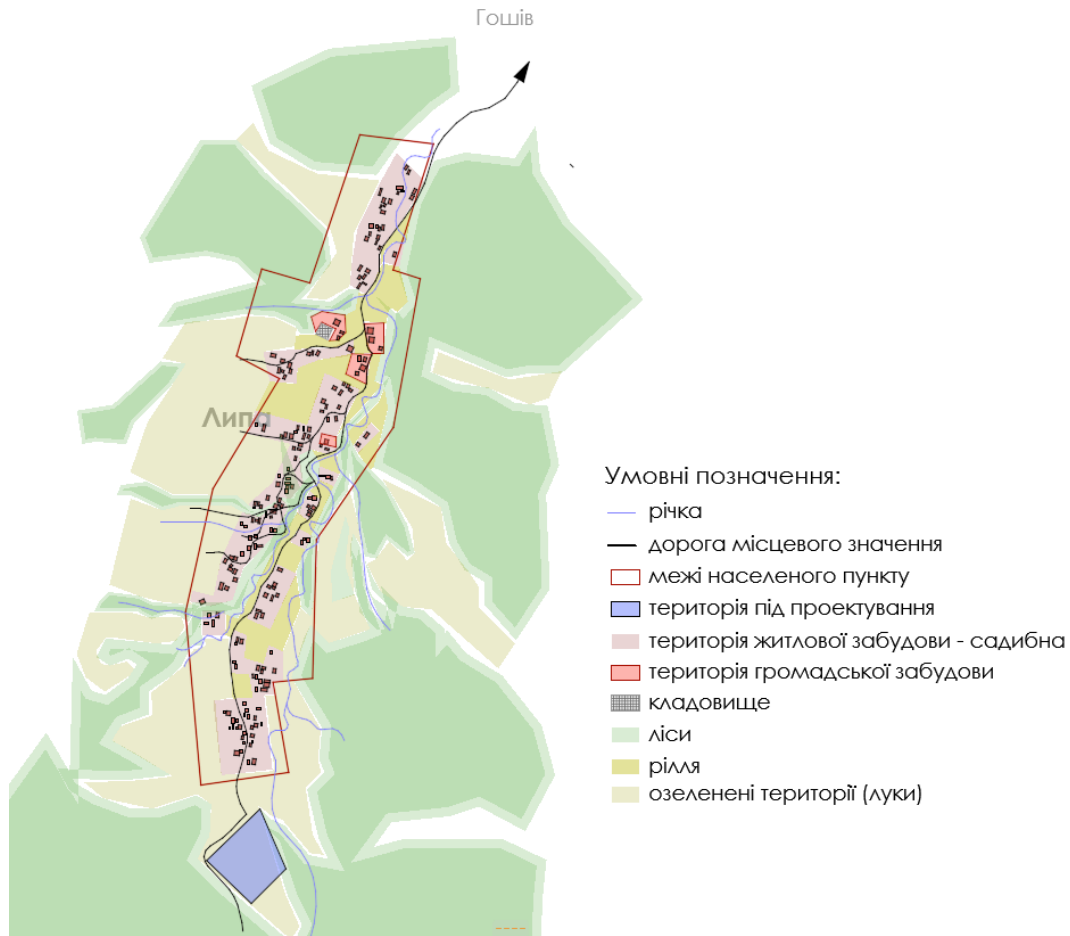 Гошів
Липа
Умовні позначення:
річка
дорога місцевого значення
межі населеного пункту
територія під проектування
територія житлової забудови - садибна
територія громадської забудови
кладовище
ліси
рілля
озеленені території (луки)